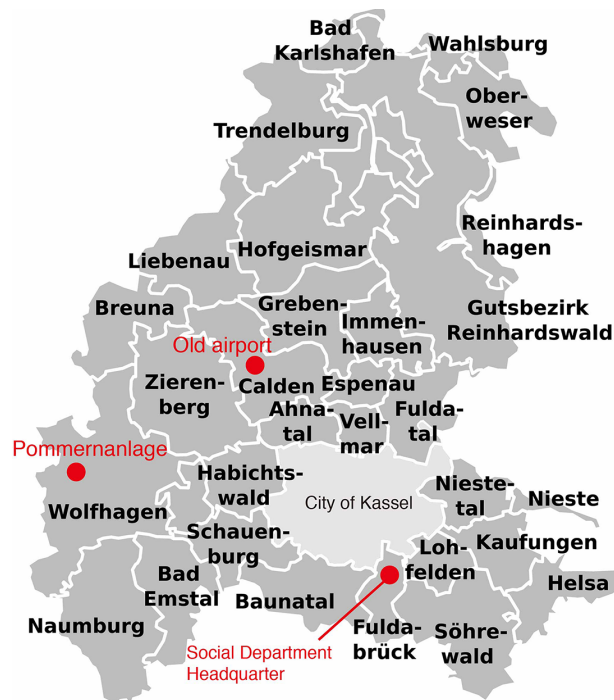 Bad
Karlshafen
Wahlsburg
Ober-
weser
Trendelburg
Reinhards-
hagen
Hofgeismar
Liebenau
Breuna
Greben-
stein
Immen-
hausen
Gutsbezirk
Reinhardswald
Old airport
Zieren-
berg
Calden
Espenau
Ahna-
tal
Vell-
mar
Fulda-
tal
Pommernanlage
Habichts-
wald
City of Kassel
Nieste-
tal
Nieste
Wolfhagen
Schauen-
burg
Loh-
felden
Kaufungen
Bad
Emstal
Baunatal
Helsa
Naumburg
Fulda-
brück
Söhre-
wald
Social Department
Headquarter